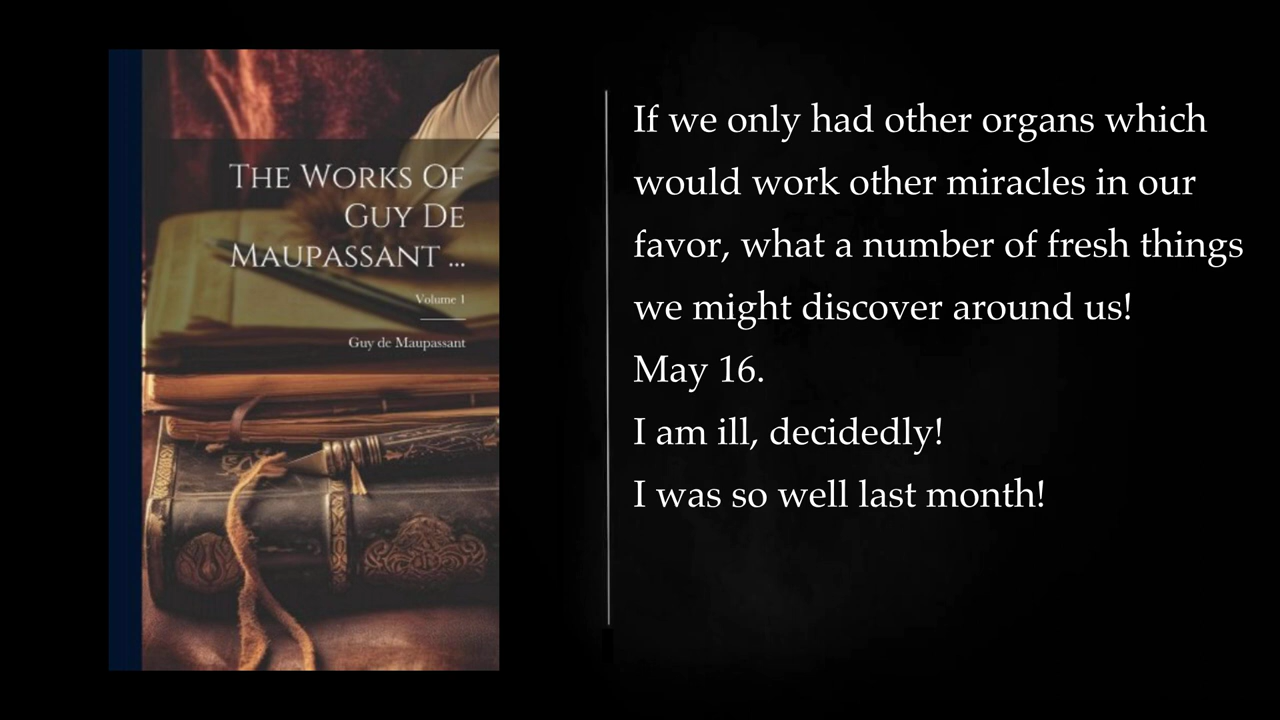 The Works Of
Guy De
Maupassant ...
Volume 1
Guy de Maupassant
If we only had other organs which
would work other miracles in our
favor, what a number of fresh things
we might discover around us!
May 16.
I am ill, decidedly!
I was so well last month!